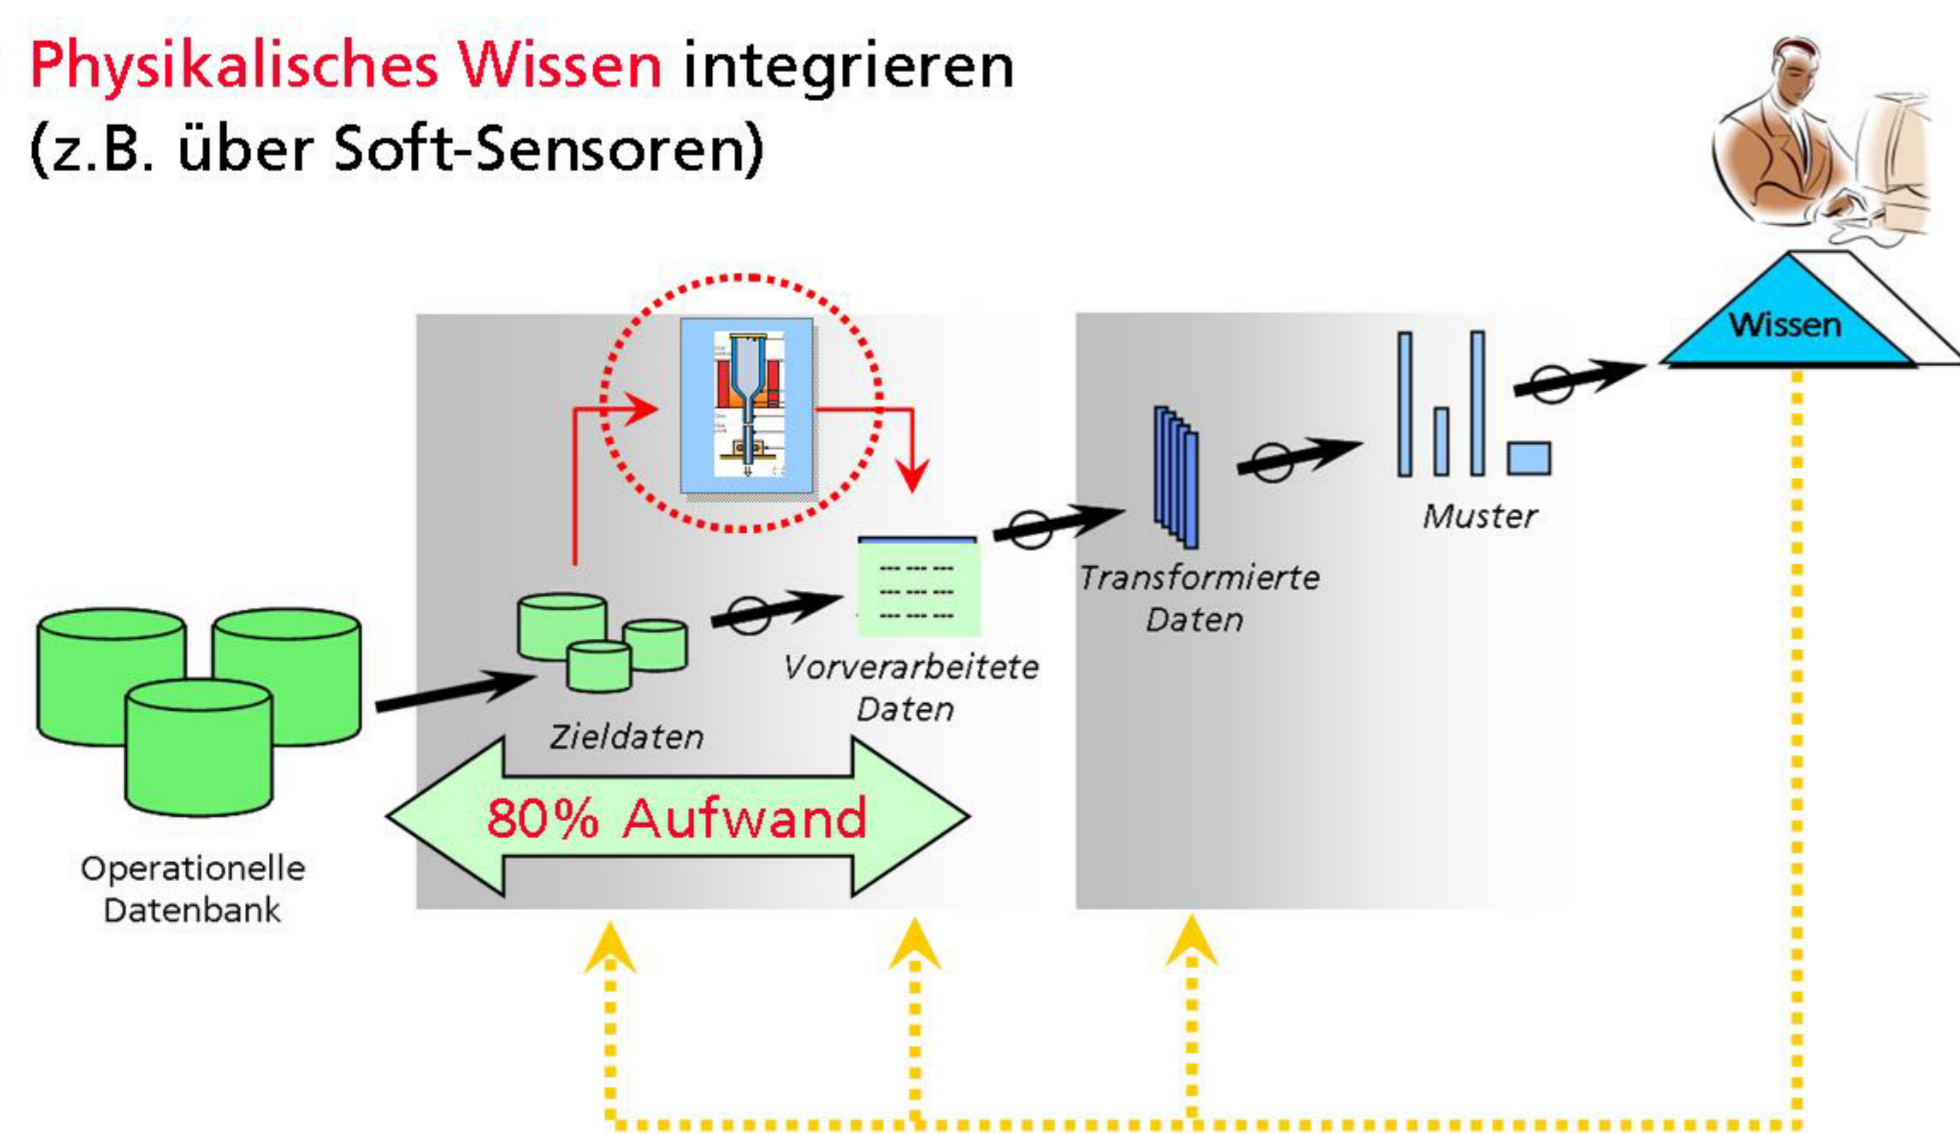 Physikalisches Wissen integrieren
(z.B. über Soft-Sensoren)
Wissen
Muster
Transformierte
Daten
Vorverarbeitete
Daten
Zieldaten
80% Aufwand
Operationelle
Datenbank